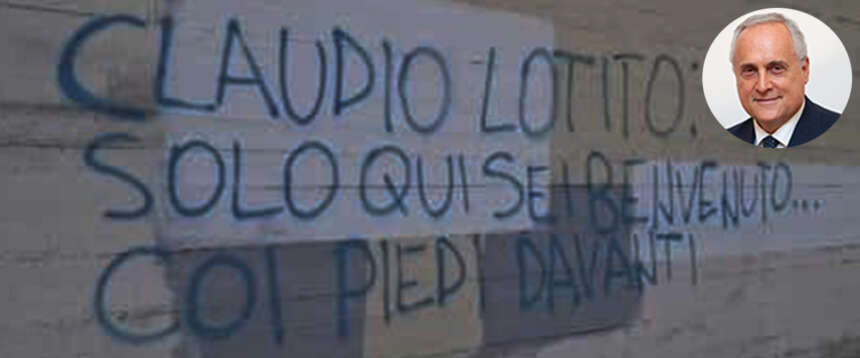 CLAUDIO LOTITO:
SOLO QUI SEI BENVENUTO...
COI PIEDI DAVANTI